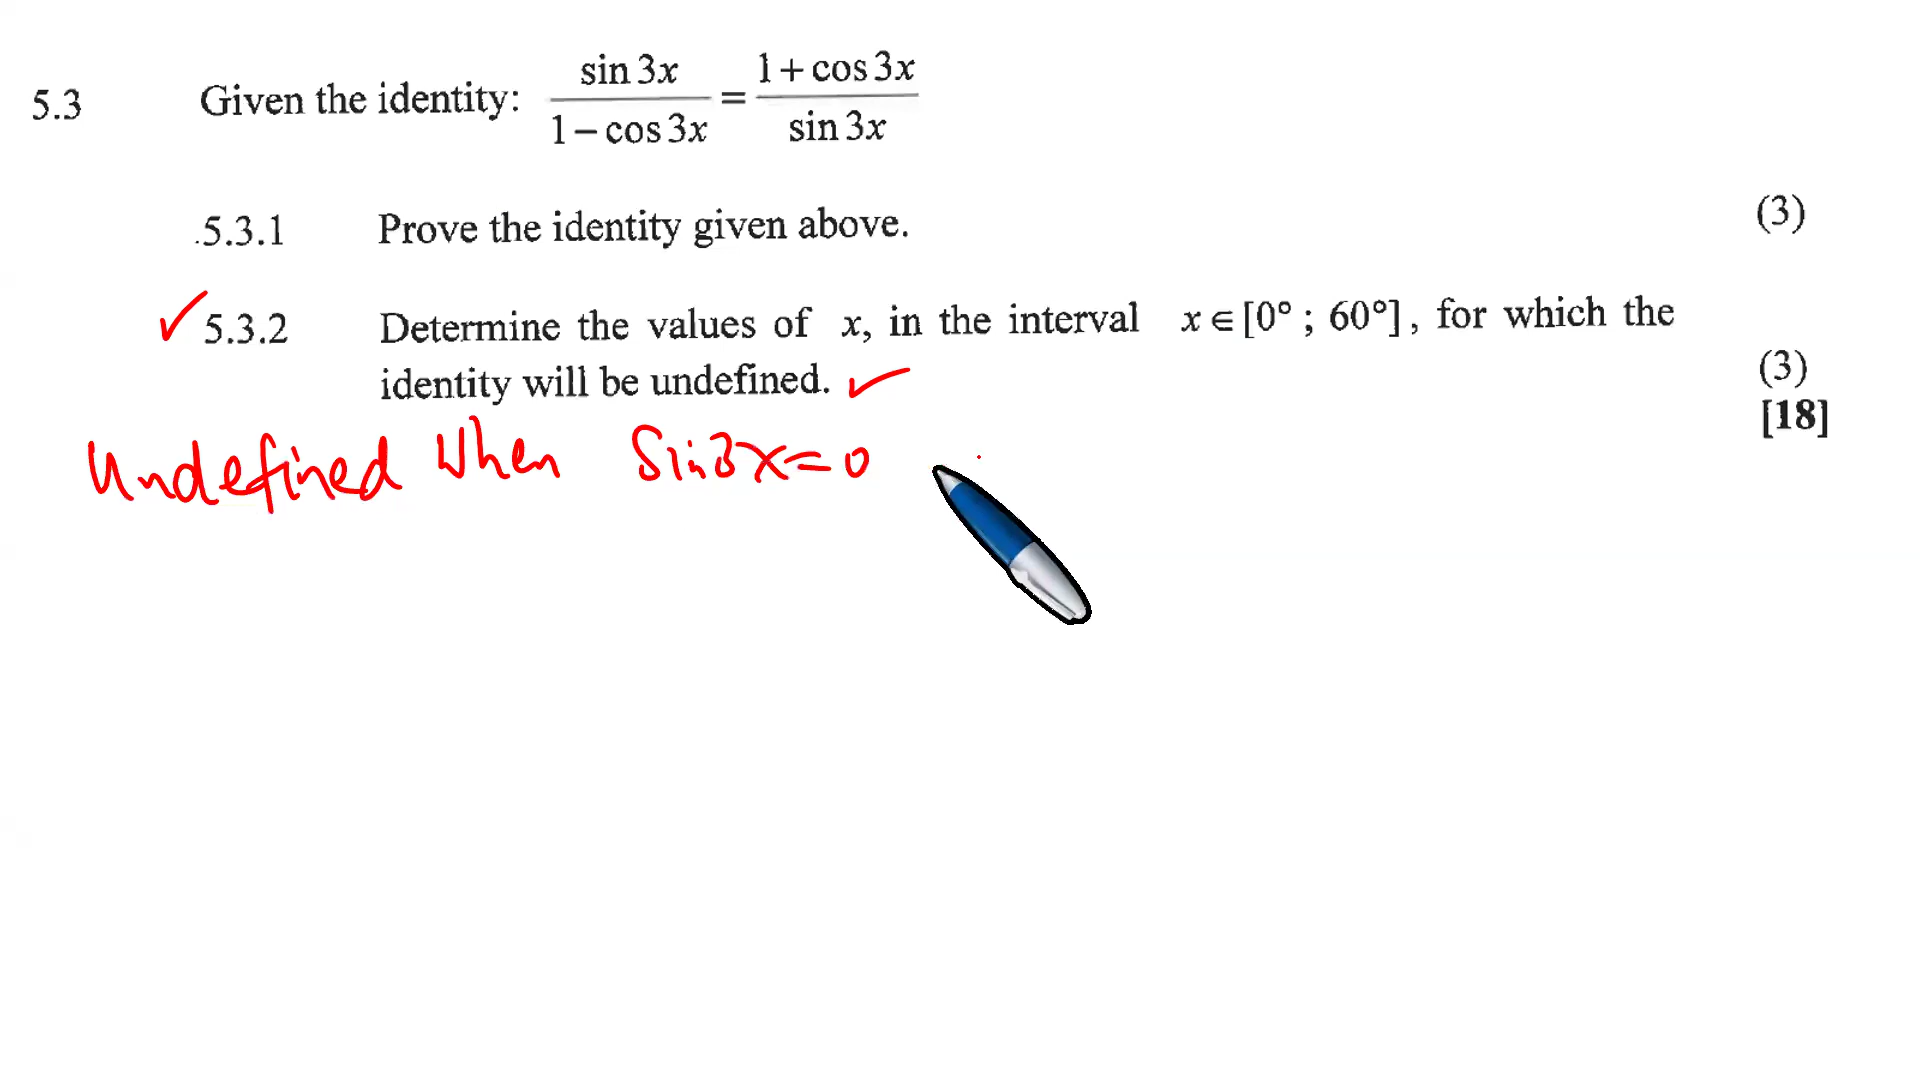 5.3 Given the identity: sin 3x / 1 − cos 3x = 1 + cos 3x / sin 3x
5.3.1 Prove the identity given above. (3)
5.3.2 Determine the values of x, in the interval x ∈ [0° ; 60°], for which the
identity will be undefined. (3)
[18]
Undefined when Sin3x=0